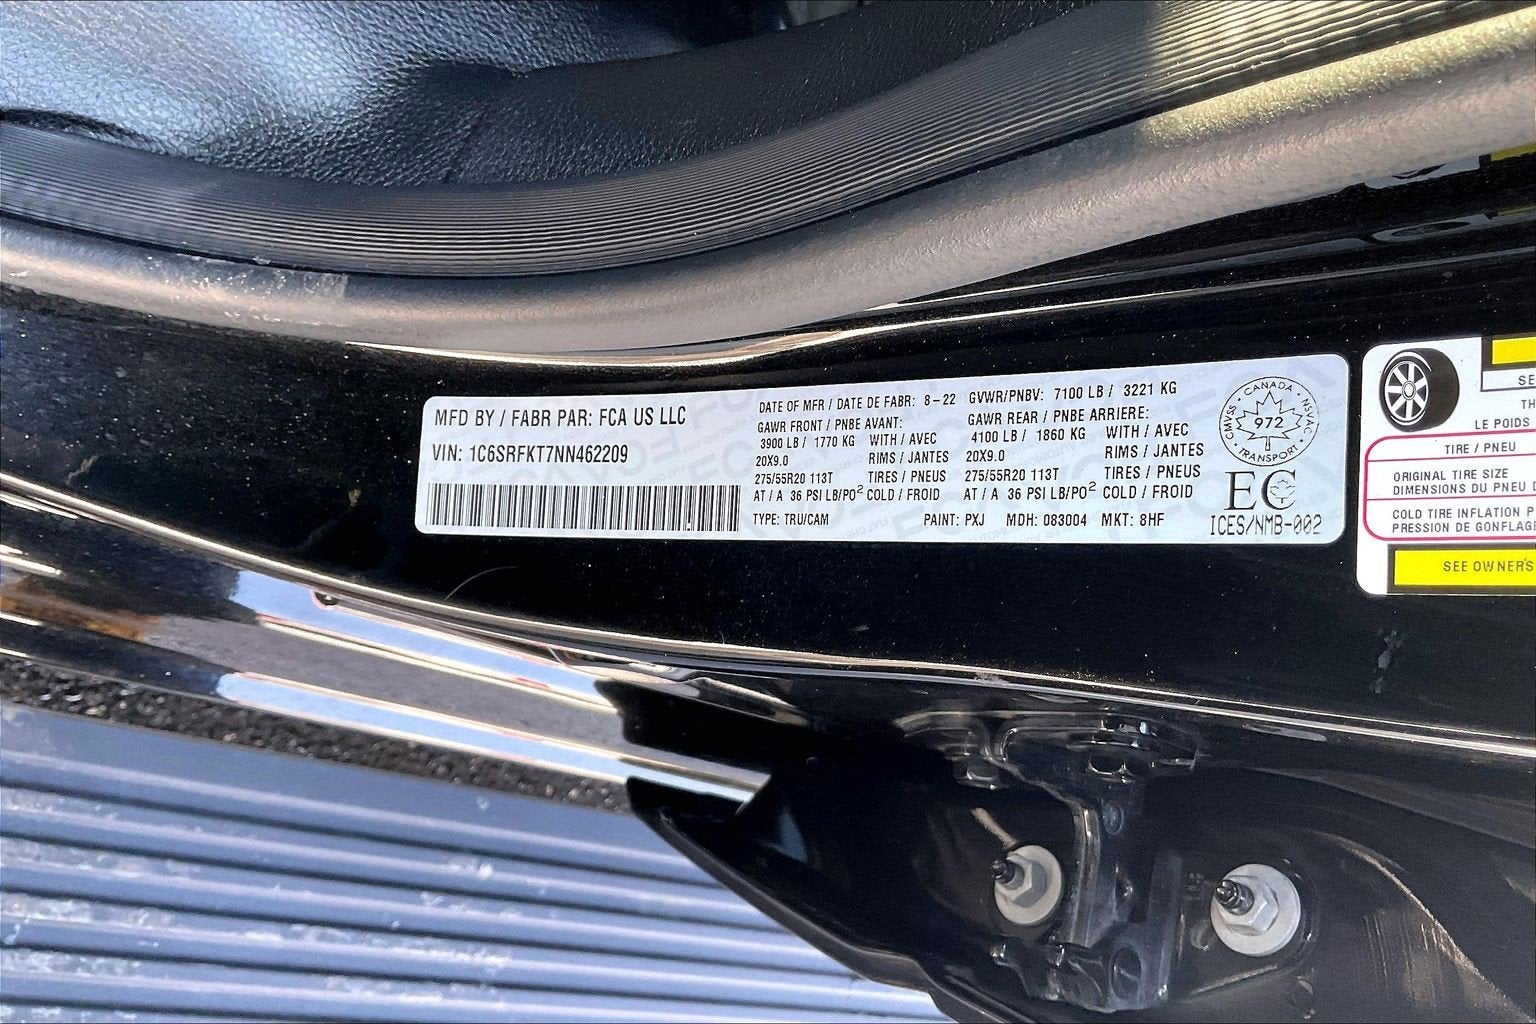 MFD BY / FABR PAR: FCA US LLC
VIN: 1C6SRFKT7NN462209
DATE OF MFR / DATE DE FABR: 8-22 GVWR/PNBV: 7100 LB / 3221 KG
GAWR FRONT / PNBE AVANT: GAWR REAR / PNBE ARRIERE:
3900 LB / 1770 KG WITH / AVEC 4100 LB / 1860 KG WITH / AVEC
20X9.0 RIMS / JANTES 20X9.0 RIMS / JANTES
275/55R20 113T TIRES / PNEUS 275/55R20 113T TIRES / PNEUS
AT / A 36 PSI LB/PO² COLD / FROID AT / A 36 PSI LB/PO² COLD / FROID
TYPE: TRU/CAM PAINT: PXJ MDH: 083004 MKT: 8HF
CANADA
CMVSS 972 NSVAC
TRANSPORT
EC
ICES/NMB-002
SE
TH
LE POIDS
TIRE / PNEU
ORIGINAL TIRE SIZE
DIMENSIONS DU PNEU D
COLD TIRE INFLATION P
PRESSION DE GONFLAG
SEE OWNER'S